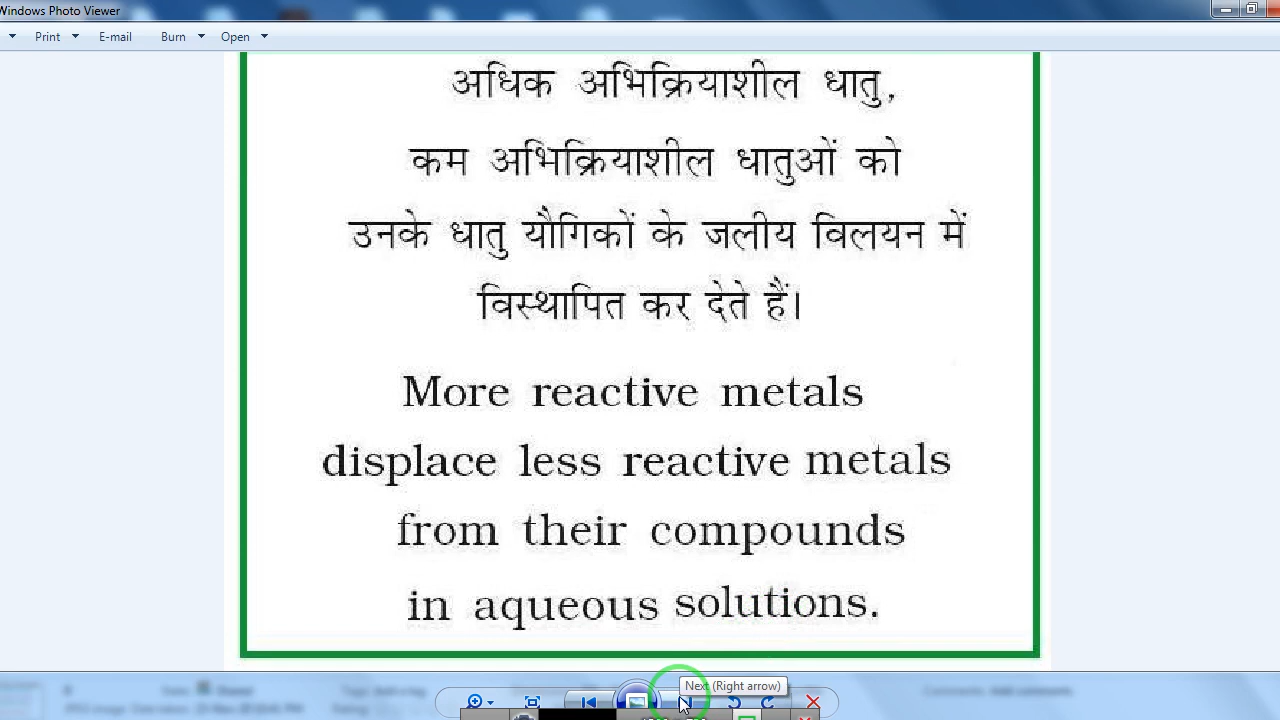 Windows Photo Viewer
Print E-mail Burn Open
अधिक अभिक्रियाशील धातु,
कम अभिक्रियाशील धातुओं को
उनके धातु यौगिकों के जलीय विलयन में
विस्थापित कर देते हैं।
More reactive metals
displace less reactive metals
from their compounds
in aqueous solutions.
Next (Right arrow)